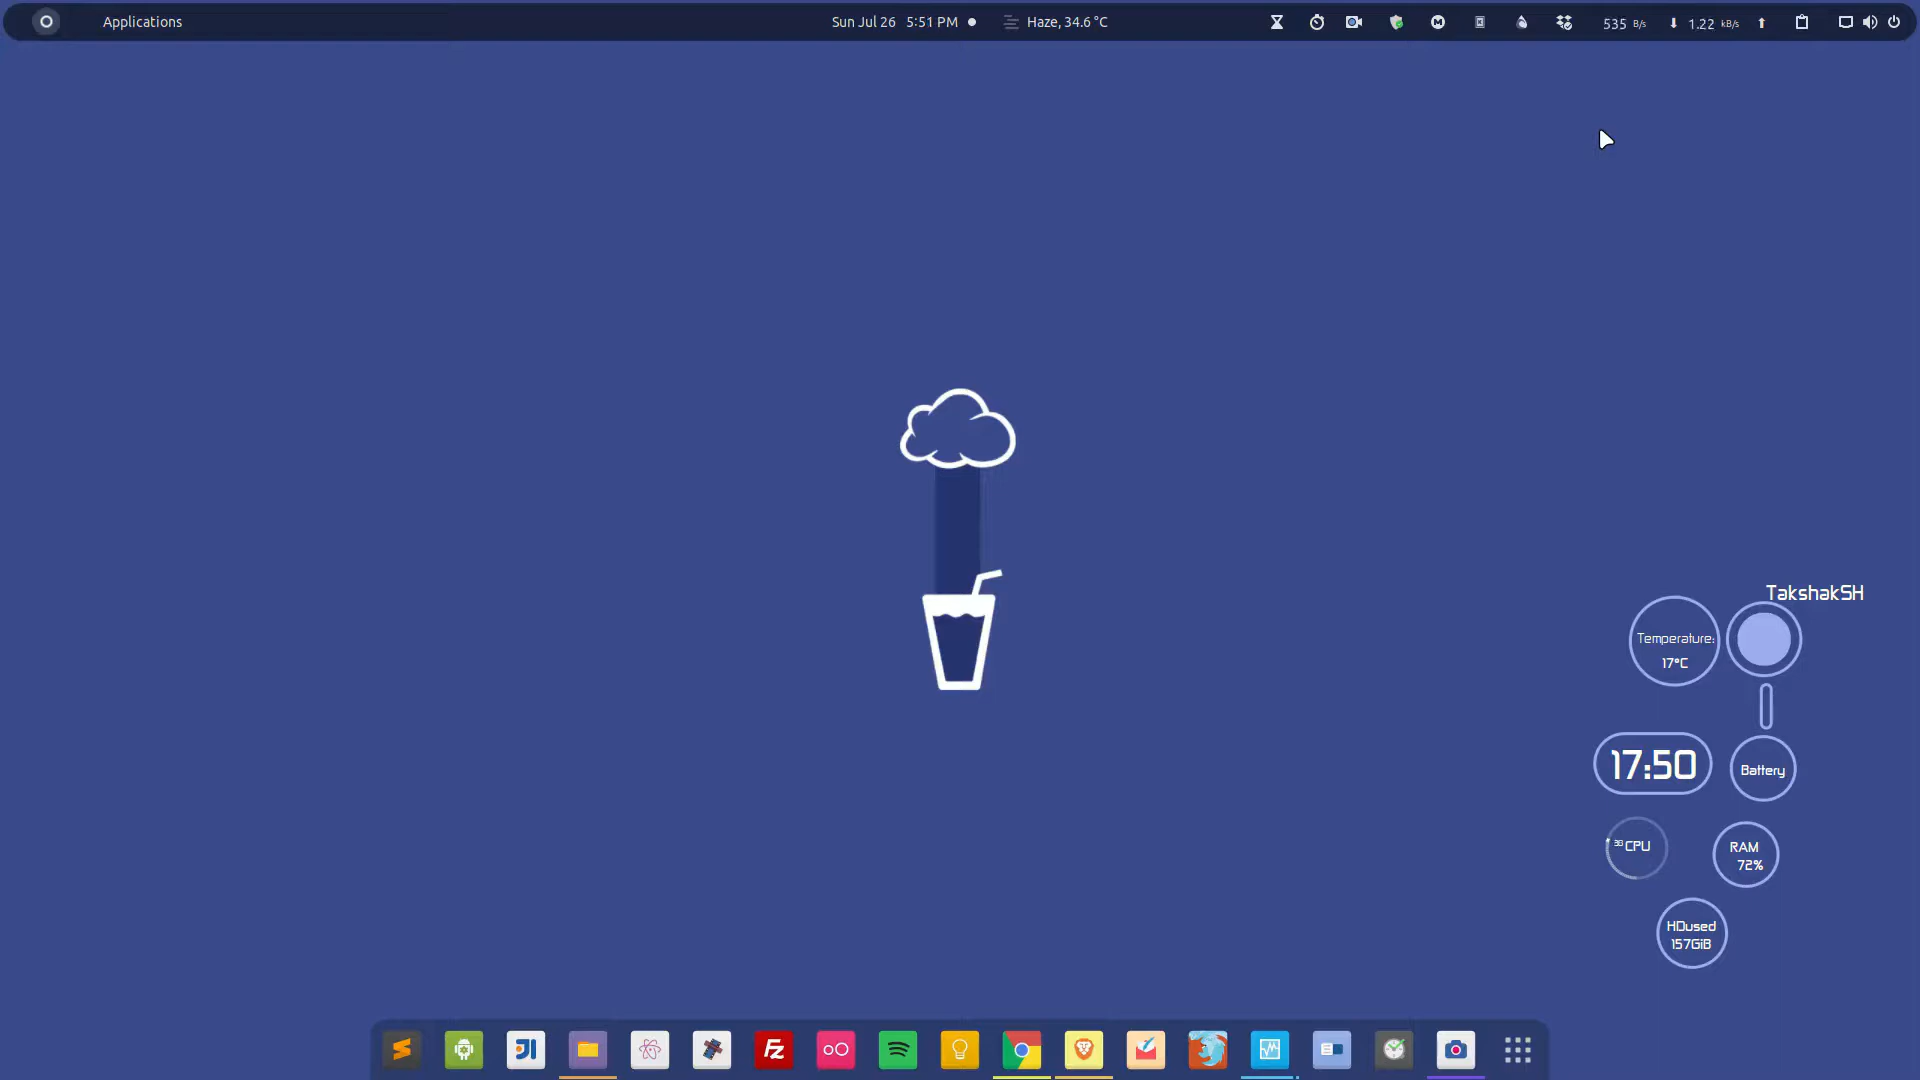 Applications
Sun Jul 26 5:51 PM
Haze, 34.6 °C
535 B/s
1.22 kB/s
TakshakSH
Temperature:
17°C
17:50
Battery
CPU
RAM
72%
HDused
157GiB
Fz